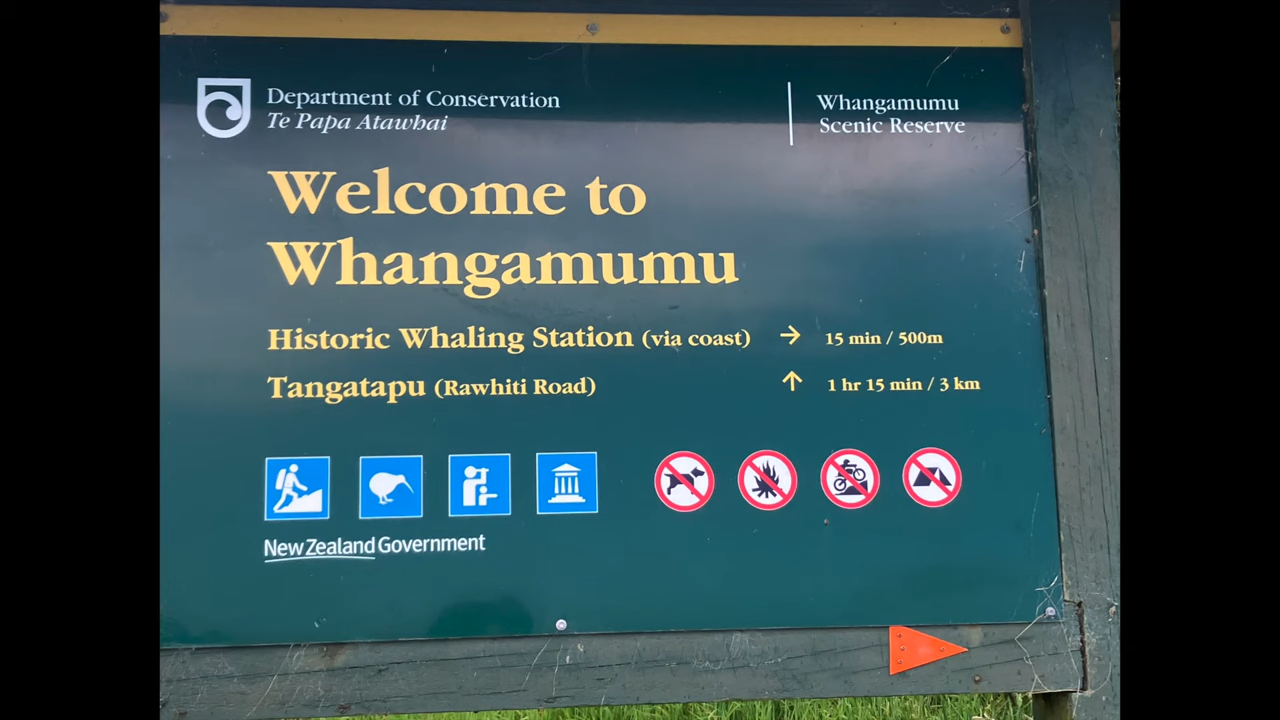 Department of Conservation
Te Papa Atawhai
Whangamumu
Scenic Reserve
Welcome to
Whangamumu
Historic Whaling Station (via coast) → 15 min / 500m
Tangatapu (Rawhiti Road) ↑ 1 hr 15 min / 3 km
New Zealand Government